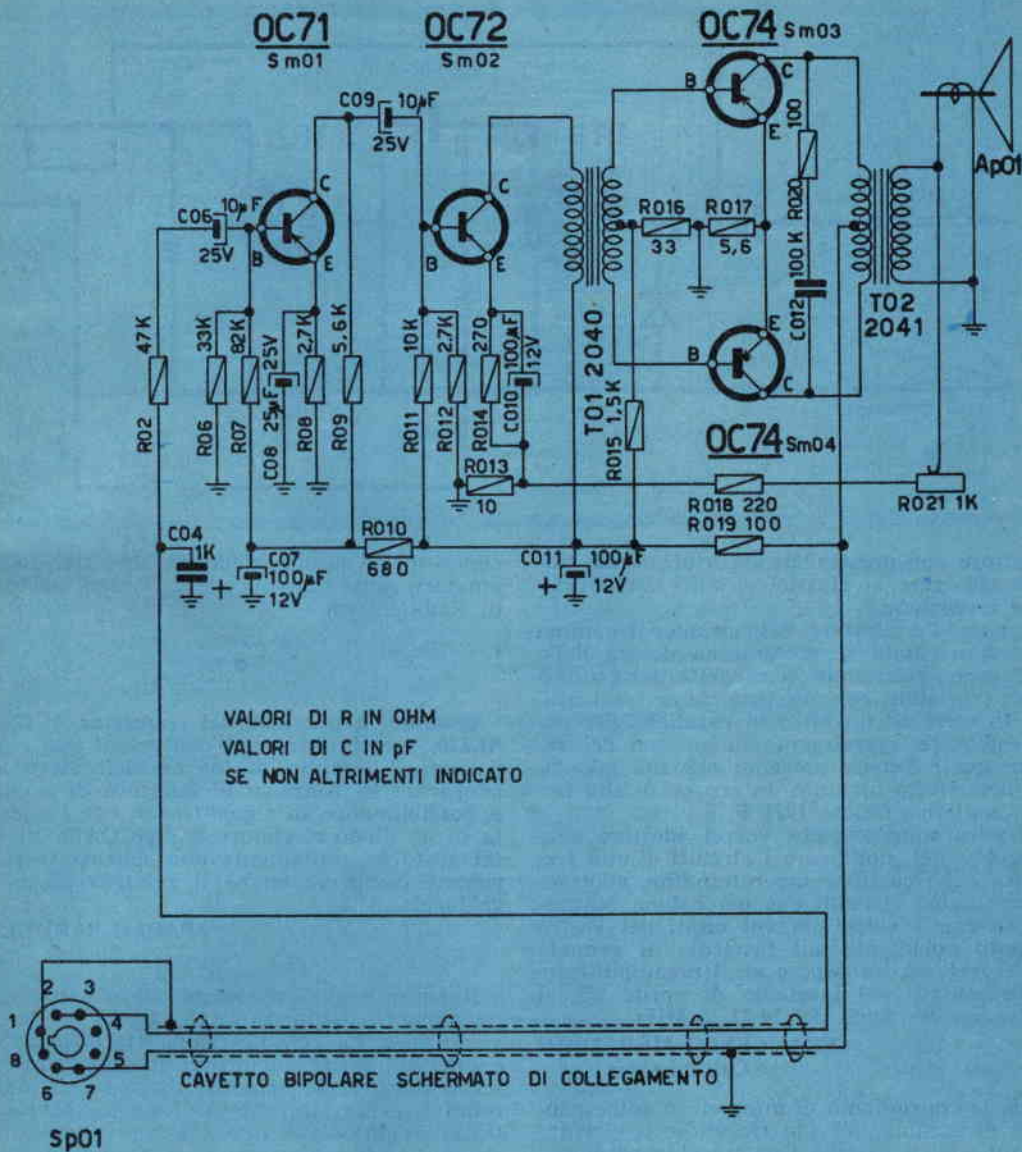 OC71
Sm01
OC72
Sm02
OC74 Sm03
C09
10µF
25V
C06
10µF
25V
B
C
E
B
C
E
B
C
E
B
E
C
R016
33
R017
5,6
100
R020
100 K
C012
Ap01
T02
2041
T01 2040
R015 1,5K
OC74 Sm04
47K
R02
33K
R06
82K
R07
25V
25µF
C08
2,7K
R08
5,6K
R09
10K
R011
2,7K
R012
270
R014
100µF
12V
C010
R013
10
R018 220
R019 100
R021 1K
C04
1K
C07
+
100µF
12V
R010
680
C011
+
100µF
12V
VALORI DI R IN OHM
VALORI DI C IN pF
SE NON ALTRIMENTI INDICATO
2 3
1 4
8 5
6 7
CAVETTO BIPOLARE SCHERMATO DI COLLEGAMENTO
Sp01